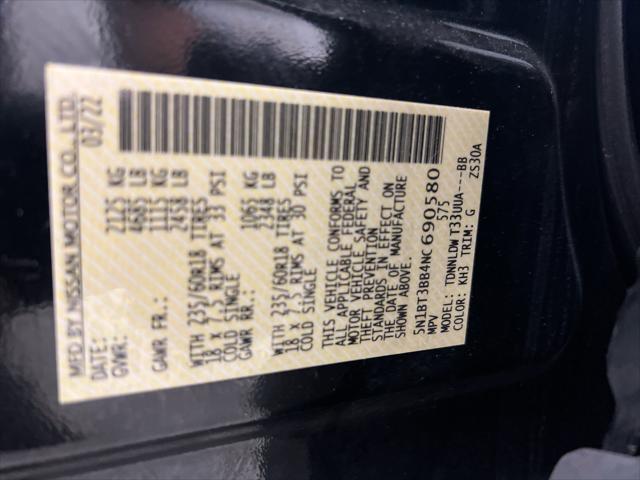 MFD BY NISSAN MOTOR CO., LTD.
DATE: 03/22
GVWR: 2125 KG
4685 LB
GAWR FR.: 1115 KG
2458 LB
WITH 235/60R18 TIRES
18 X 7.5 RIMS AT 33 PSI
COLD SINGLE
GAWR RR.: 1065 KG
2348 LB
WITH 235/60R18 TIRES
18 X 7.5 RIMS AT 30 PSI
COLD SINGLE
THIS VEHICLE CONFORMS TO
ALL APPLICABLE FEDERAL
MOTOR VEHICLE SAFETY AND
THEFT PREVENTION
STANDARDS IN EFFECT ON
THE DATE OF MANUFACTURE
SHOWN ABOVE.
5N1BT3BB4NC690580
MPV 575
MODEL: TDNNLDW T33UUA---BB
COLOR: KH3 TRIM: G ZS30A